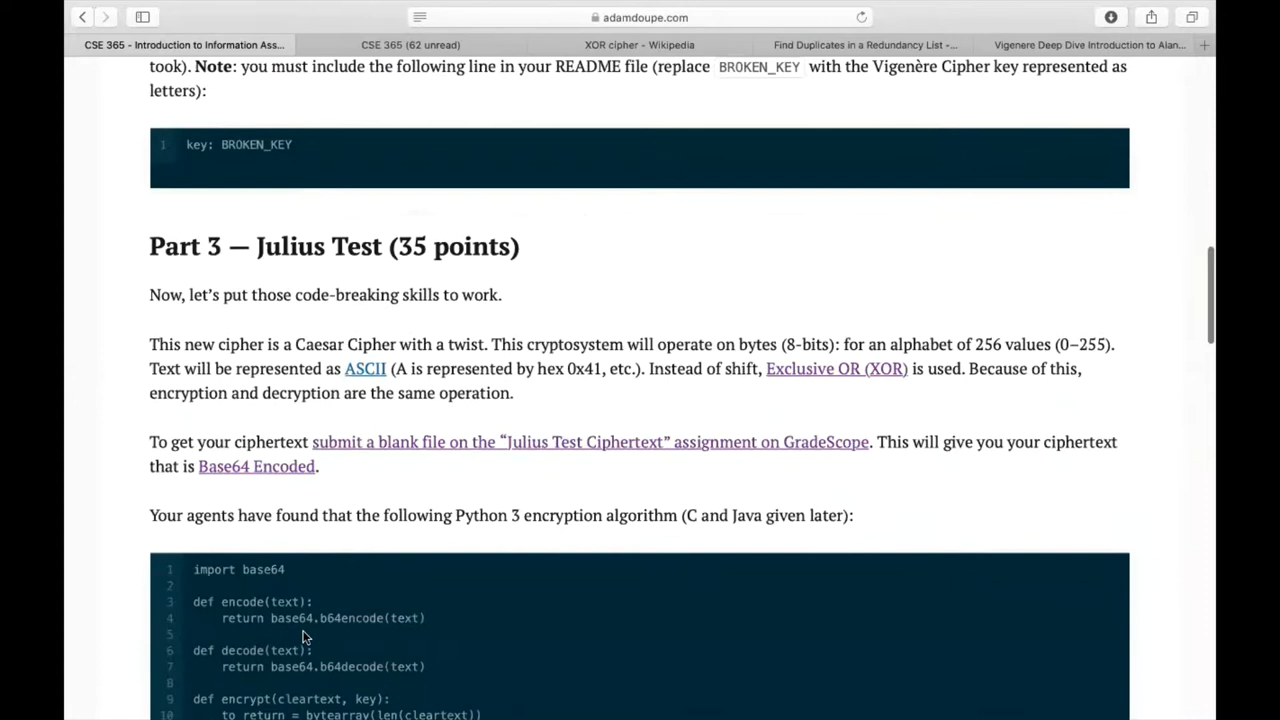 adamdoupe.com
CSE 365 - Introduction to Information Ass...
CSE 365 (62 unread)
XOR cipher - Wikipedia
Find Duplicates in a Redundancy List -...
Vigenere Deep Dive Introduction to Alan...
took). Note: you must include the following line in your README file (replace BROKEN_KEY with the Vigenère Cipher key represented as
letters):
1 key: BROKEN_KEY
Part 3 — Julius Test (35 points)
Now, let's put those code-breaking skills to work.
This new cipher is a Caesar Cipher with a twist. This cryptosystem will operate on bytes (8-bits): for an alphabet of 256 values (0–255).
Text will be represented as ASCII (A is represented by hex 0x41, etc.). Instead of shift, Exclusive OR (XOR) is used. Because of this,
encryption and decryption are the same operation.
To get your ciphertext submit a blank file on the “Julius Test Ciphertext” assignment on GradeScope. This will give you your ciphertext
that is Base64 Encoded.
Your agents have found that the following Python 3 encryption algorithm (C and Java given later):
1 import base64
2
3 def encode(text):
4 return base64.b64encode(text)
5
6 def decode(text):
7 return base64.b64decode(text)
8
9 def encrypt(cleartext, key):
10 to_return = bytearray(len(cleartext))